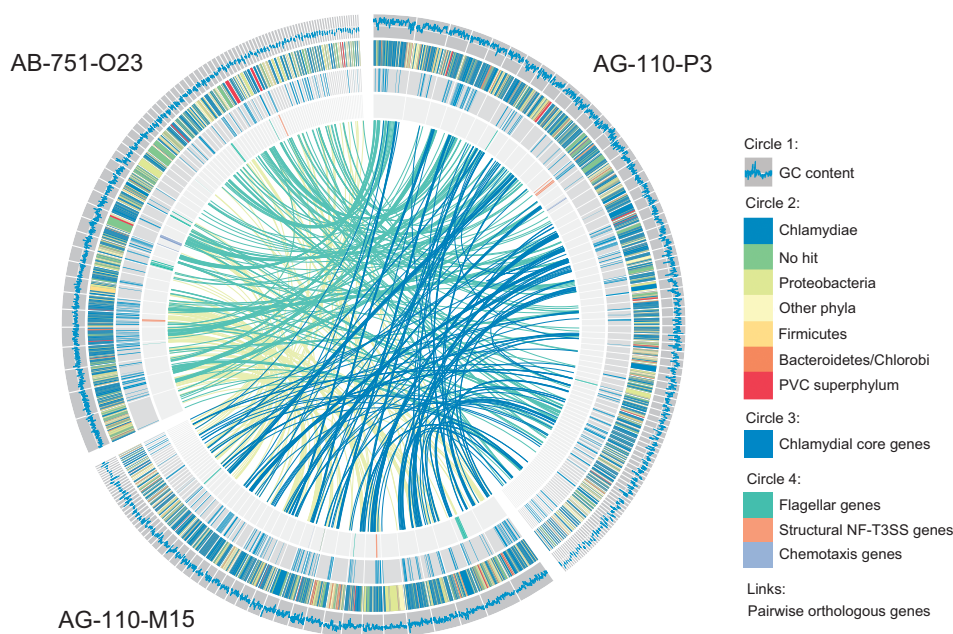 AB-751-O23
AG-110-P3
AG-110-M15
Circle 1:
GC content
Circle 2:
Chlamydiae
No hit
Proteobacteria
Other phyla
Firmicutes
Bacteroidetes/Chlorobi
PVC superphylum
Circle 3:
Chlamydial core genes
Circle 4:
Flagellar genes
Structural NF-T3SS genes
Chemotaxis genes
Links:
Pairwise orthologous genes